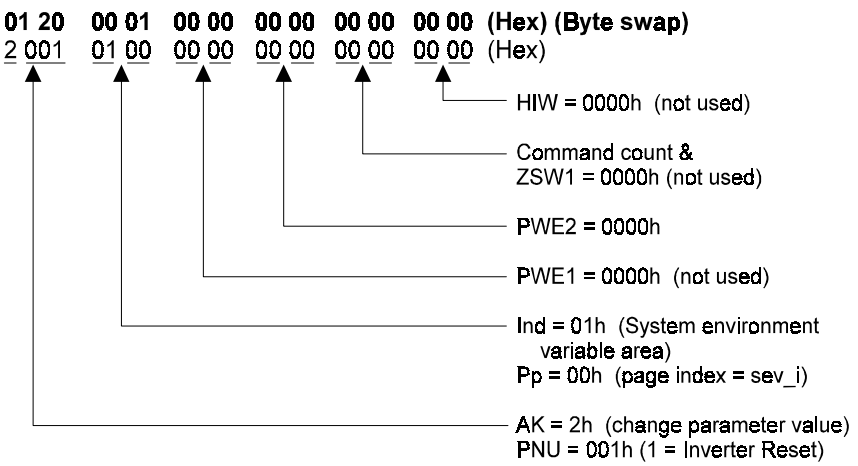 01 20 00 01 00 00 00 00 00 00 00 00 (Hex) (Byte swap)
2 001 01 00 00 00 00 00 00 00 00 00 (Hex)
HIW = 0000h (not used)
Command count &
ZSW1 = 0000h (not used)
PWE2 = 0000h
PWE1 = 0000h (not used)
Ind = 01h (System environment
variable area)
Pp = 00h (page index = sev_i)
AK = 2h (change parameter value)
PNU = 001h (1 = Inverter Reset)